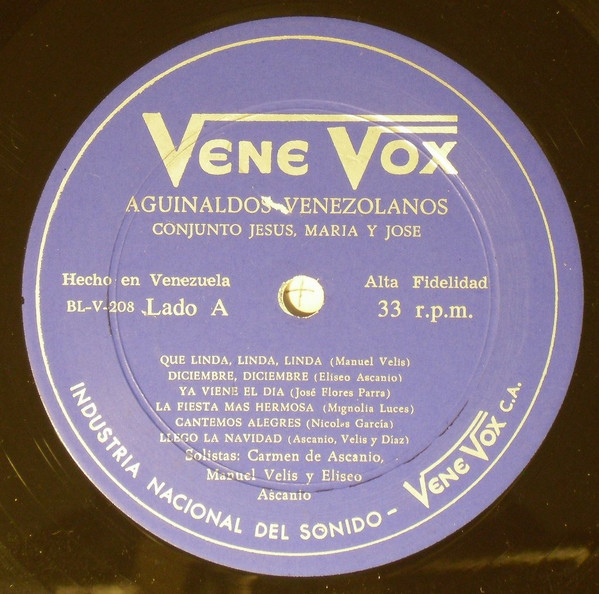 VENE VOX
AGUINALDOS VENEZOLANOS
CONJUNTO JESUS, MARIA Y JOSE
Hecho en Venezuela
Alta Fidelidad
BL-V-208 Lado A
33 r.p.m.
QUE LINDA, LINDA, LINDA (Manuel Velis)
DICIEMBRE, DICIEMBRE (Eliseo Ascanio)
YA VIENE EL DIA (José Flores Parra)
LA FIESTA MAS HERMOSA (Mignolia Luces)
CANTEMOS ALEGRES (Nicolas Garcia)
LLEGO LA NAVIDAD (Ascanio, Velis y Díaz)
Solistas: Carmen de Ascanio,
Manuel Velis y Eliseo
Ascanio
INDUSTRIA NACIONAL DEL SONIDO - VENE VOX C.A.